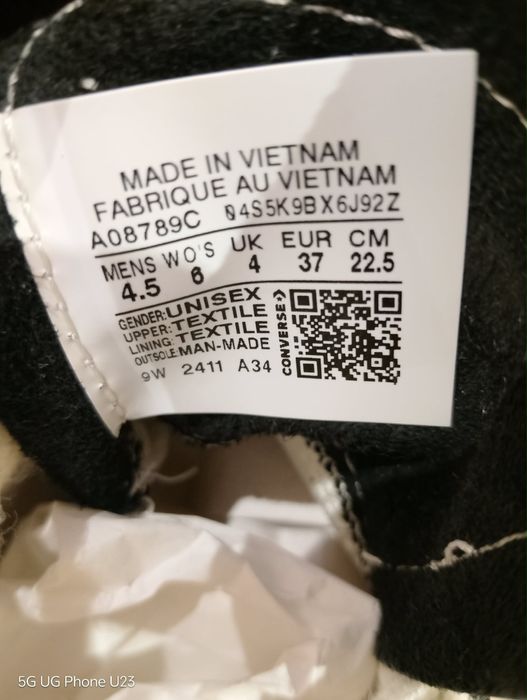 MADE IN VIETNAM
FABRIQUE AU VIETNAM
A08789C 04S5K9BX6J92Z
MENS WO'S UK EUR CM
4.5 6 4 37 22.5
GENDER:UNISEX
UPPER:TEXTILE
LINING:TEXTILE
OUTSOLE:MAN-MADE
CONVERSE
9W 2411 A34
5G UG Phone U23